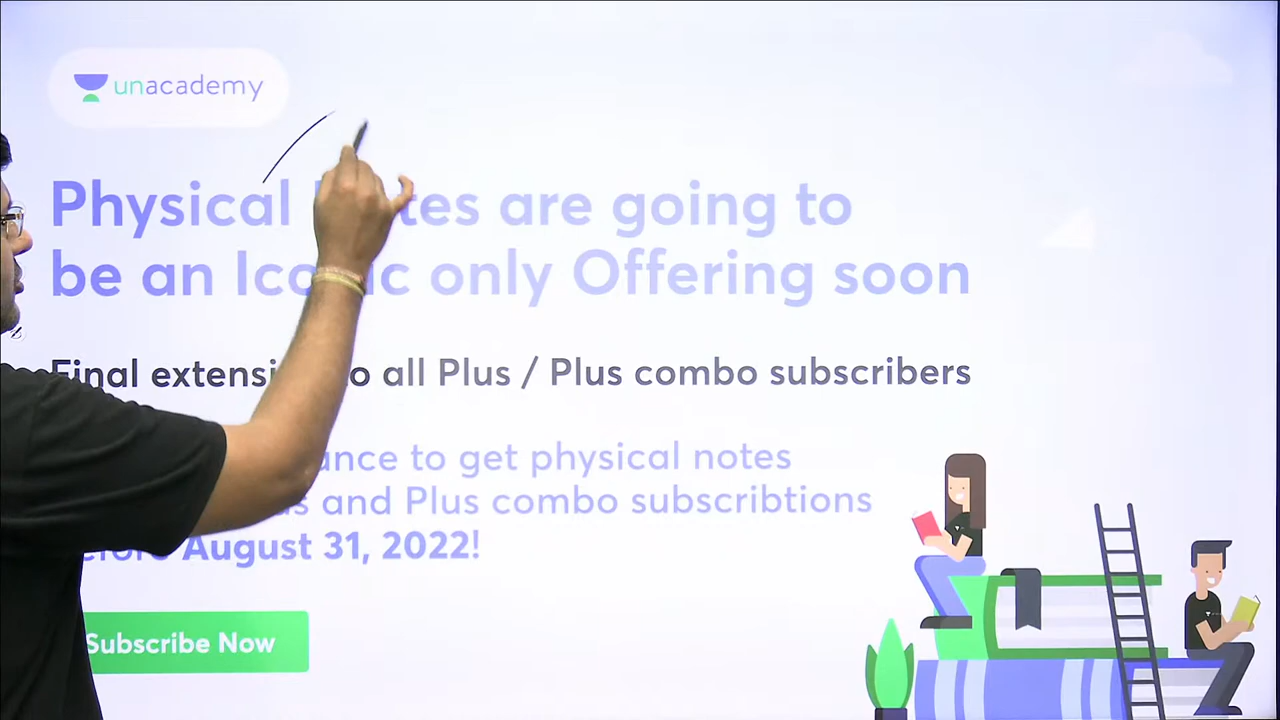 unacademy
Physical tes are going to
be an Ico ic only Offering soon
Final extensi o all Plus / Plus combo subscribers
ance to get physical notes
s and Plus combo subscribtions
August 31, 2022!
Subscribe Now